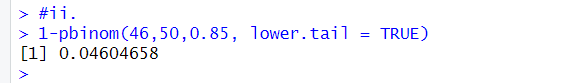 > #ii.
> 1-pbinom(46,50,0.85, lower.tail = TRUE)
[1] 0.04604658
>